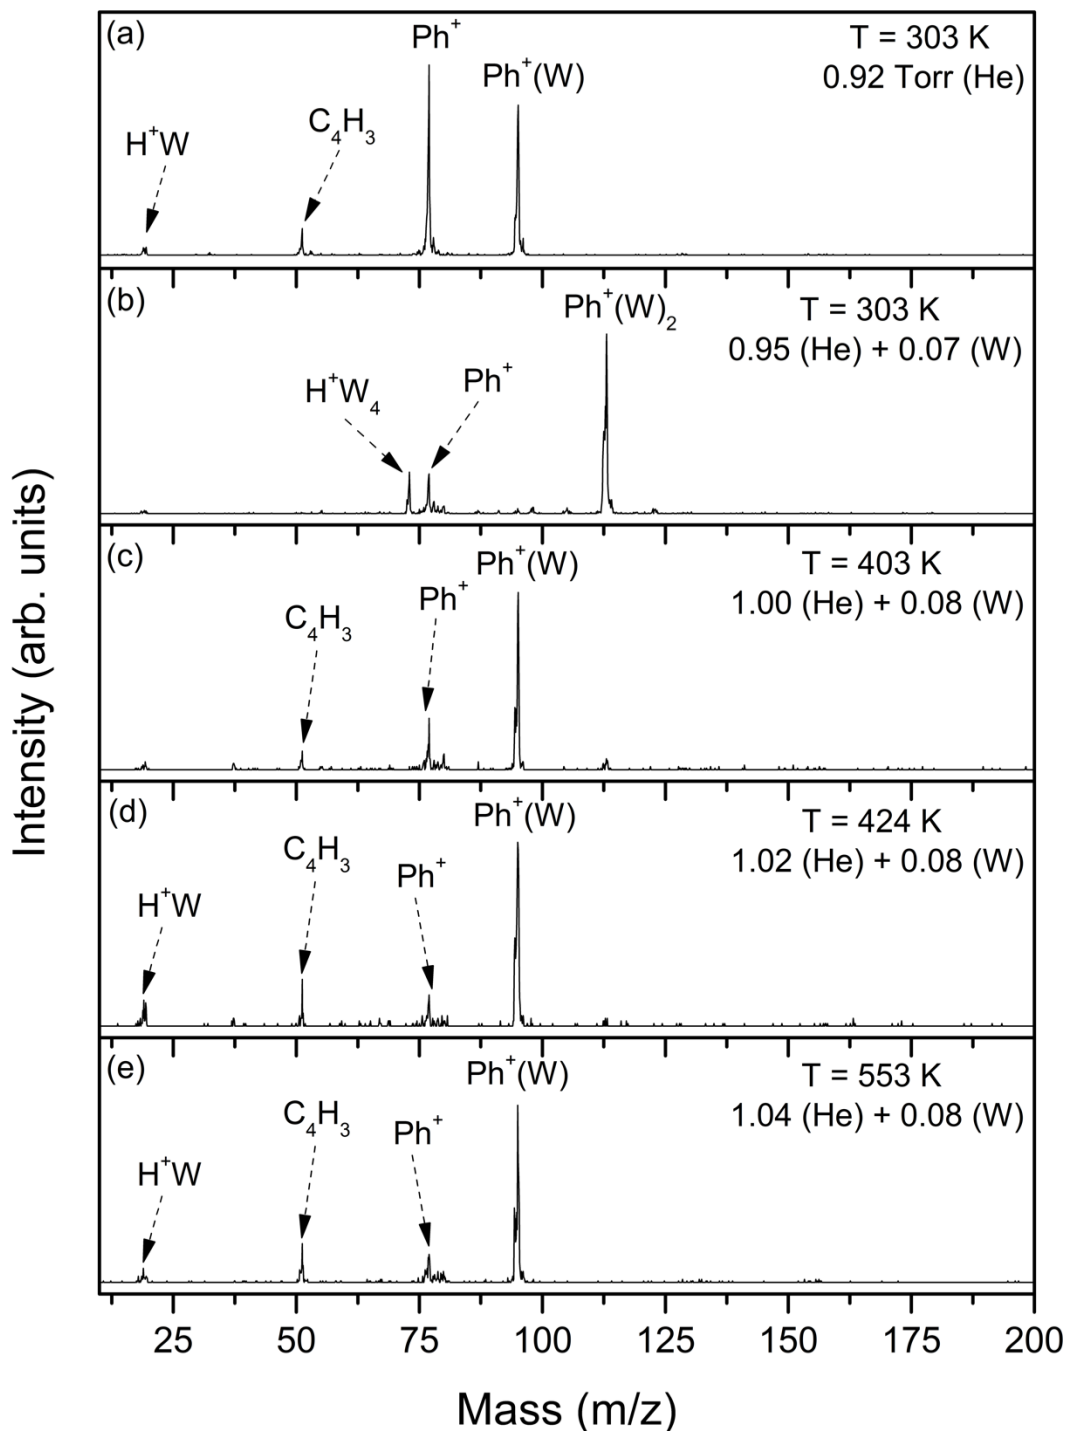 (a)
Ph⁺
T = 303 K
Ph⁺(W)
0.92 Torr (He)
C₄H₃
H⁺W
(b)
Ph⁺(W)₂
T = 303 K
0.95 (He) + 0.07 (W)
H⁺W₄
Ph⁺
(c)
Ph⁺(W)
T = 403 K
1.00 (He) + 0.08 (W)
Ph⁺
C₄H₃
(d)
Ph⁺(W)
T = 424 K
1.02 (He) + 0.08 (W)
C₄H₃
Ph⁺
H⁺W
(e)
Ph⁺(W)
T = 553 K
1.04 (He) + 0.08 (W)
C₄H₃
Ph⁺
H⁺W
Intensity (arb. units)
25 50 75 100 125 150 175 200
Mass (m/z)